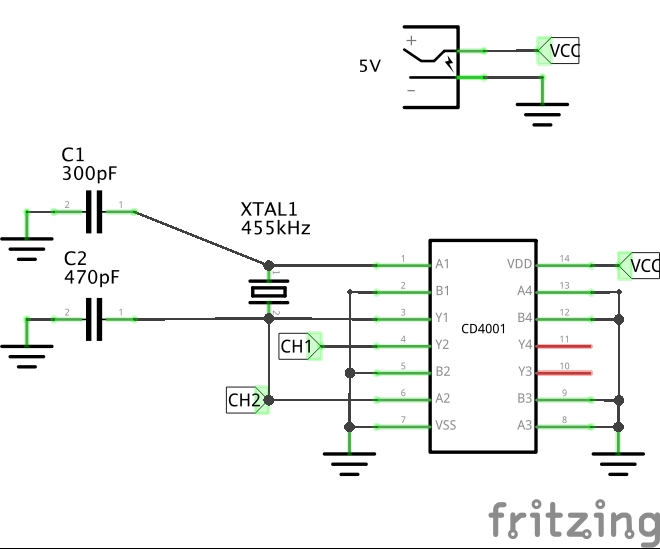 +
5V
VCC
−
C1
300pF
2
1
XTAL1
455kHz
1
2
C2
470pF
2
1
CH1
CH2
CD4001
1 A1
2 B1
3 Y1
4 Y2
5 B2
6 A2
7 VSS
VDD 14
A4 13
B4 12
Y4 11
Y3 10
B3 9
A3 8
VCC
fritzing